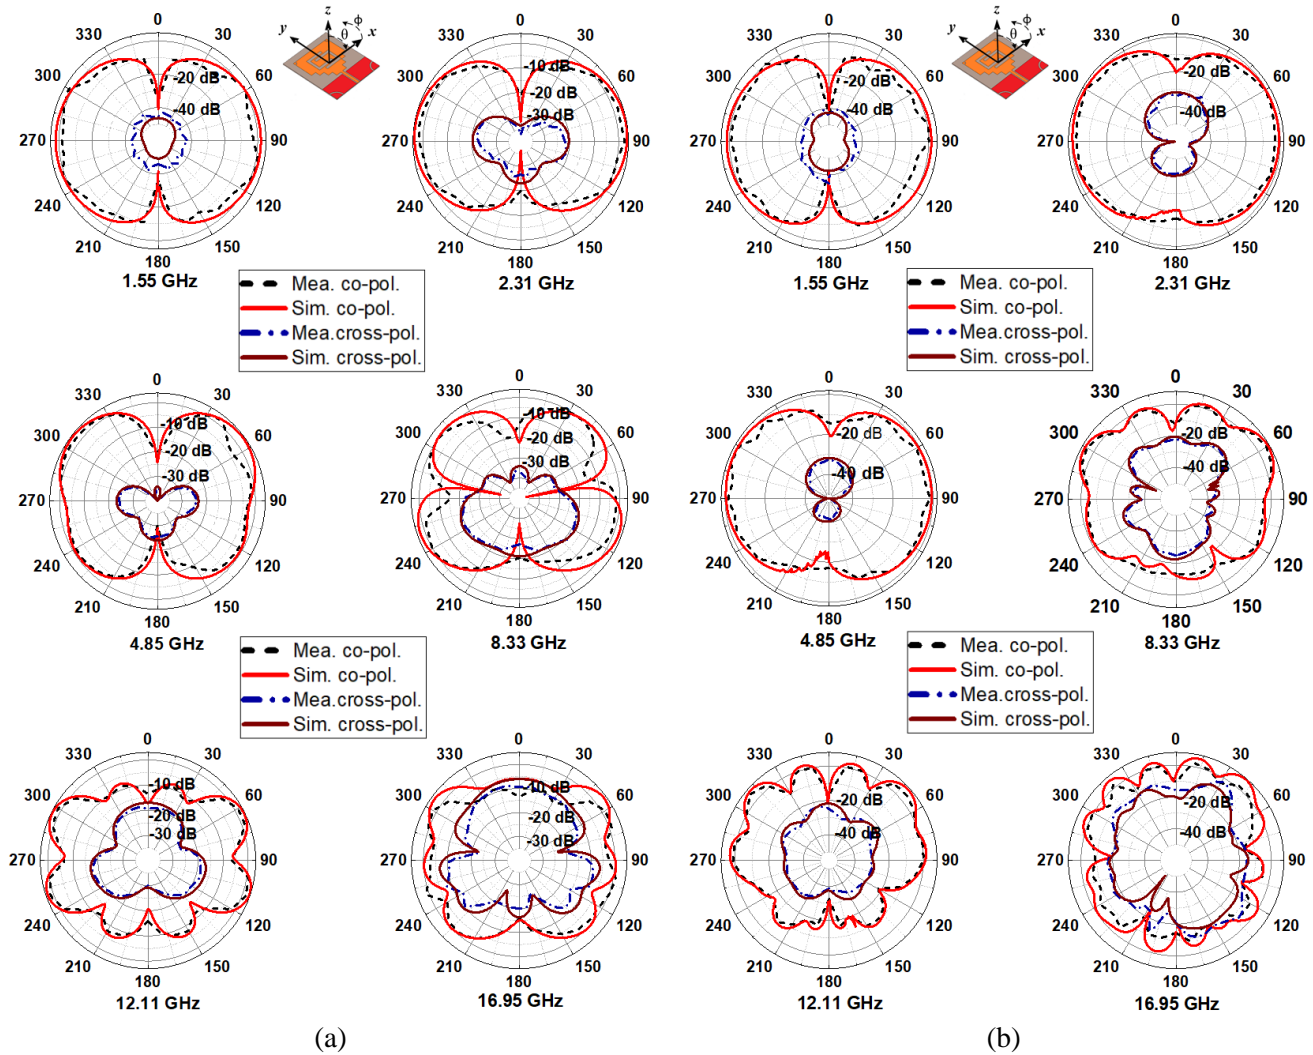 0
330
30
300
60
270
90
240
120
210
150
180
-20 dB
-40 dB
1.55 GHz
z
y
x
ϕ
θ
0
330
30
300
60
270
90
240
120
210
150
180
-10 dB
-20 dB
-30 dB
2.31 GHz
0
330
30
300
60
270
90
240
120
210
150
180
-20 dB
-40 dB
1.55 GHz
z
y
x
ϕ
θ
0
330
30
300
60
270
90
240
120
210
150
180
-20 dB
-40 dB
2.31 GHz
Mea. co-pol.
Sim. co-pol.
Mea.cross-pol.
Sim. cross-pol.
Mea. co-pol.
Sim. co-pol.
Mea.cross-pol.
Sim. cross-pol.
0
330
30
300
60
270
90
240
120
210
150
180
-10 dB
-20 dB
-30 dB
4.85 GHz
0
330
30
300
60
270
90
240
120
210
150
180
-10 dB
-20 dB
-30 dB
8.33 GHz
0
330
30
300
60
270
90
240
120
210
150
180
-20 dB
-40 dB
4.85 GHz
0
330
30
300
60
270
90
240
120
210
150
180
-20 dB
-40 dB
8.33 GHz
Mea. co-pol.
Sim. co-pol.
Mea.cross-pol.
Sim. cross-pol.
Mea. co-pol.
Sim. co-pol.
Mea.cross-pol.
Sim. cross-pol.
0
330
30
300
60
270
90
240
120
210
150
180
-10 dB
-20 dB
-30 dB
12.11 GHz
0
330
30
300
60
270
90
240
120
210
150
180
-10 dB
-20 dB
-30 dB
16.95 GHz
0
330
30
300
60
270
90
240
120
210
150
180
-20 dB
-40 dB
12.11 GHz
0
330
30
300
60
270
90
240
120
210
150
180
-20 dB
-40 dB
16.95 GHz
(a)
(b)